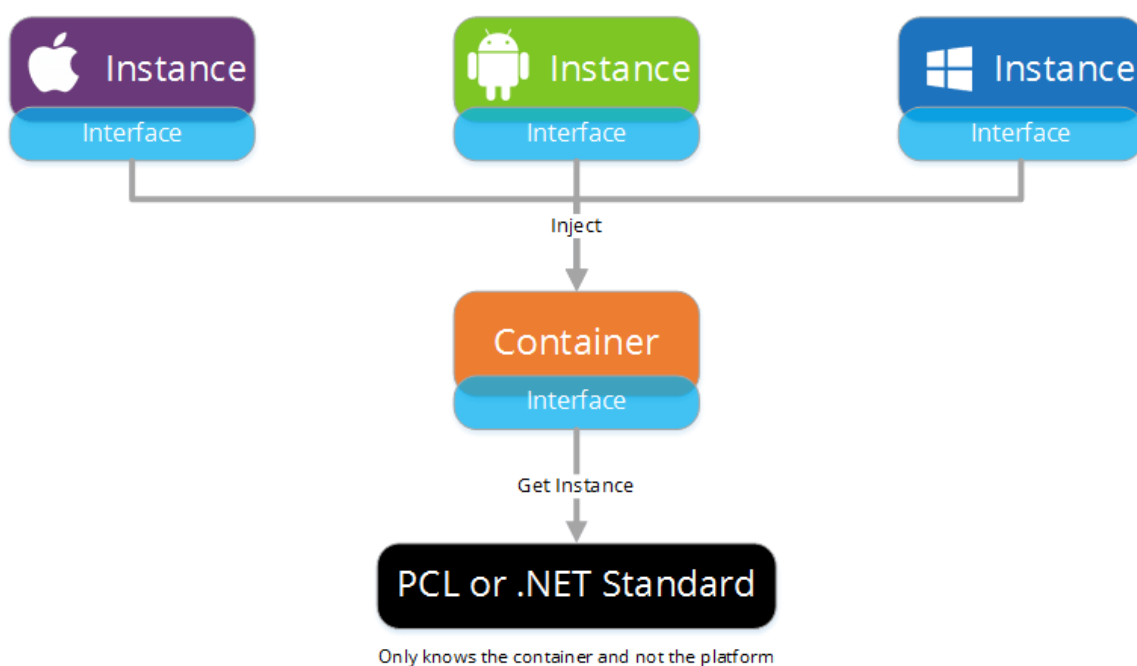 Instance
Instance
Instance
Interface
Interface
Interface
Inject
Container
Interface
Get Instance
PCL or .NET Standard
Only knows the container and not the platform